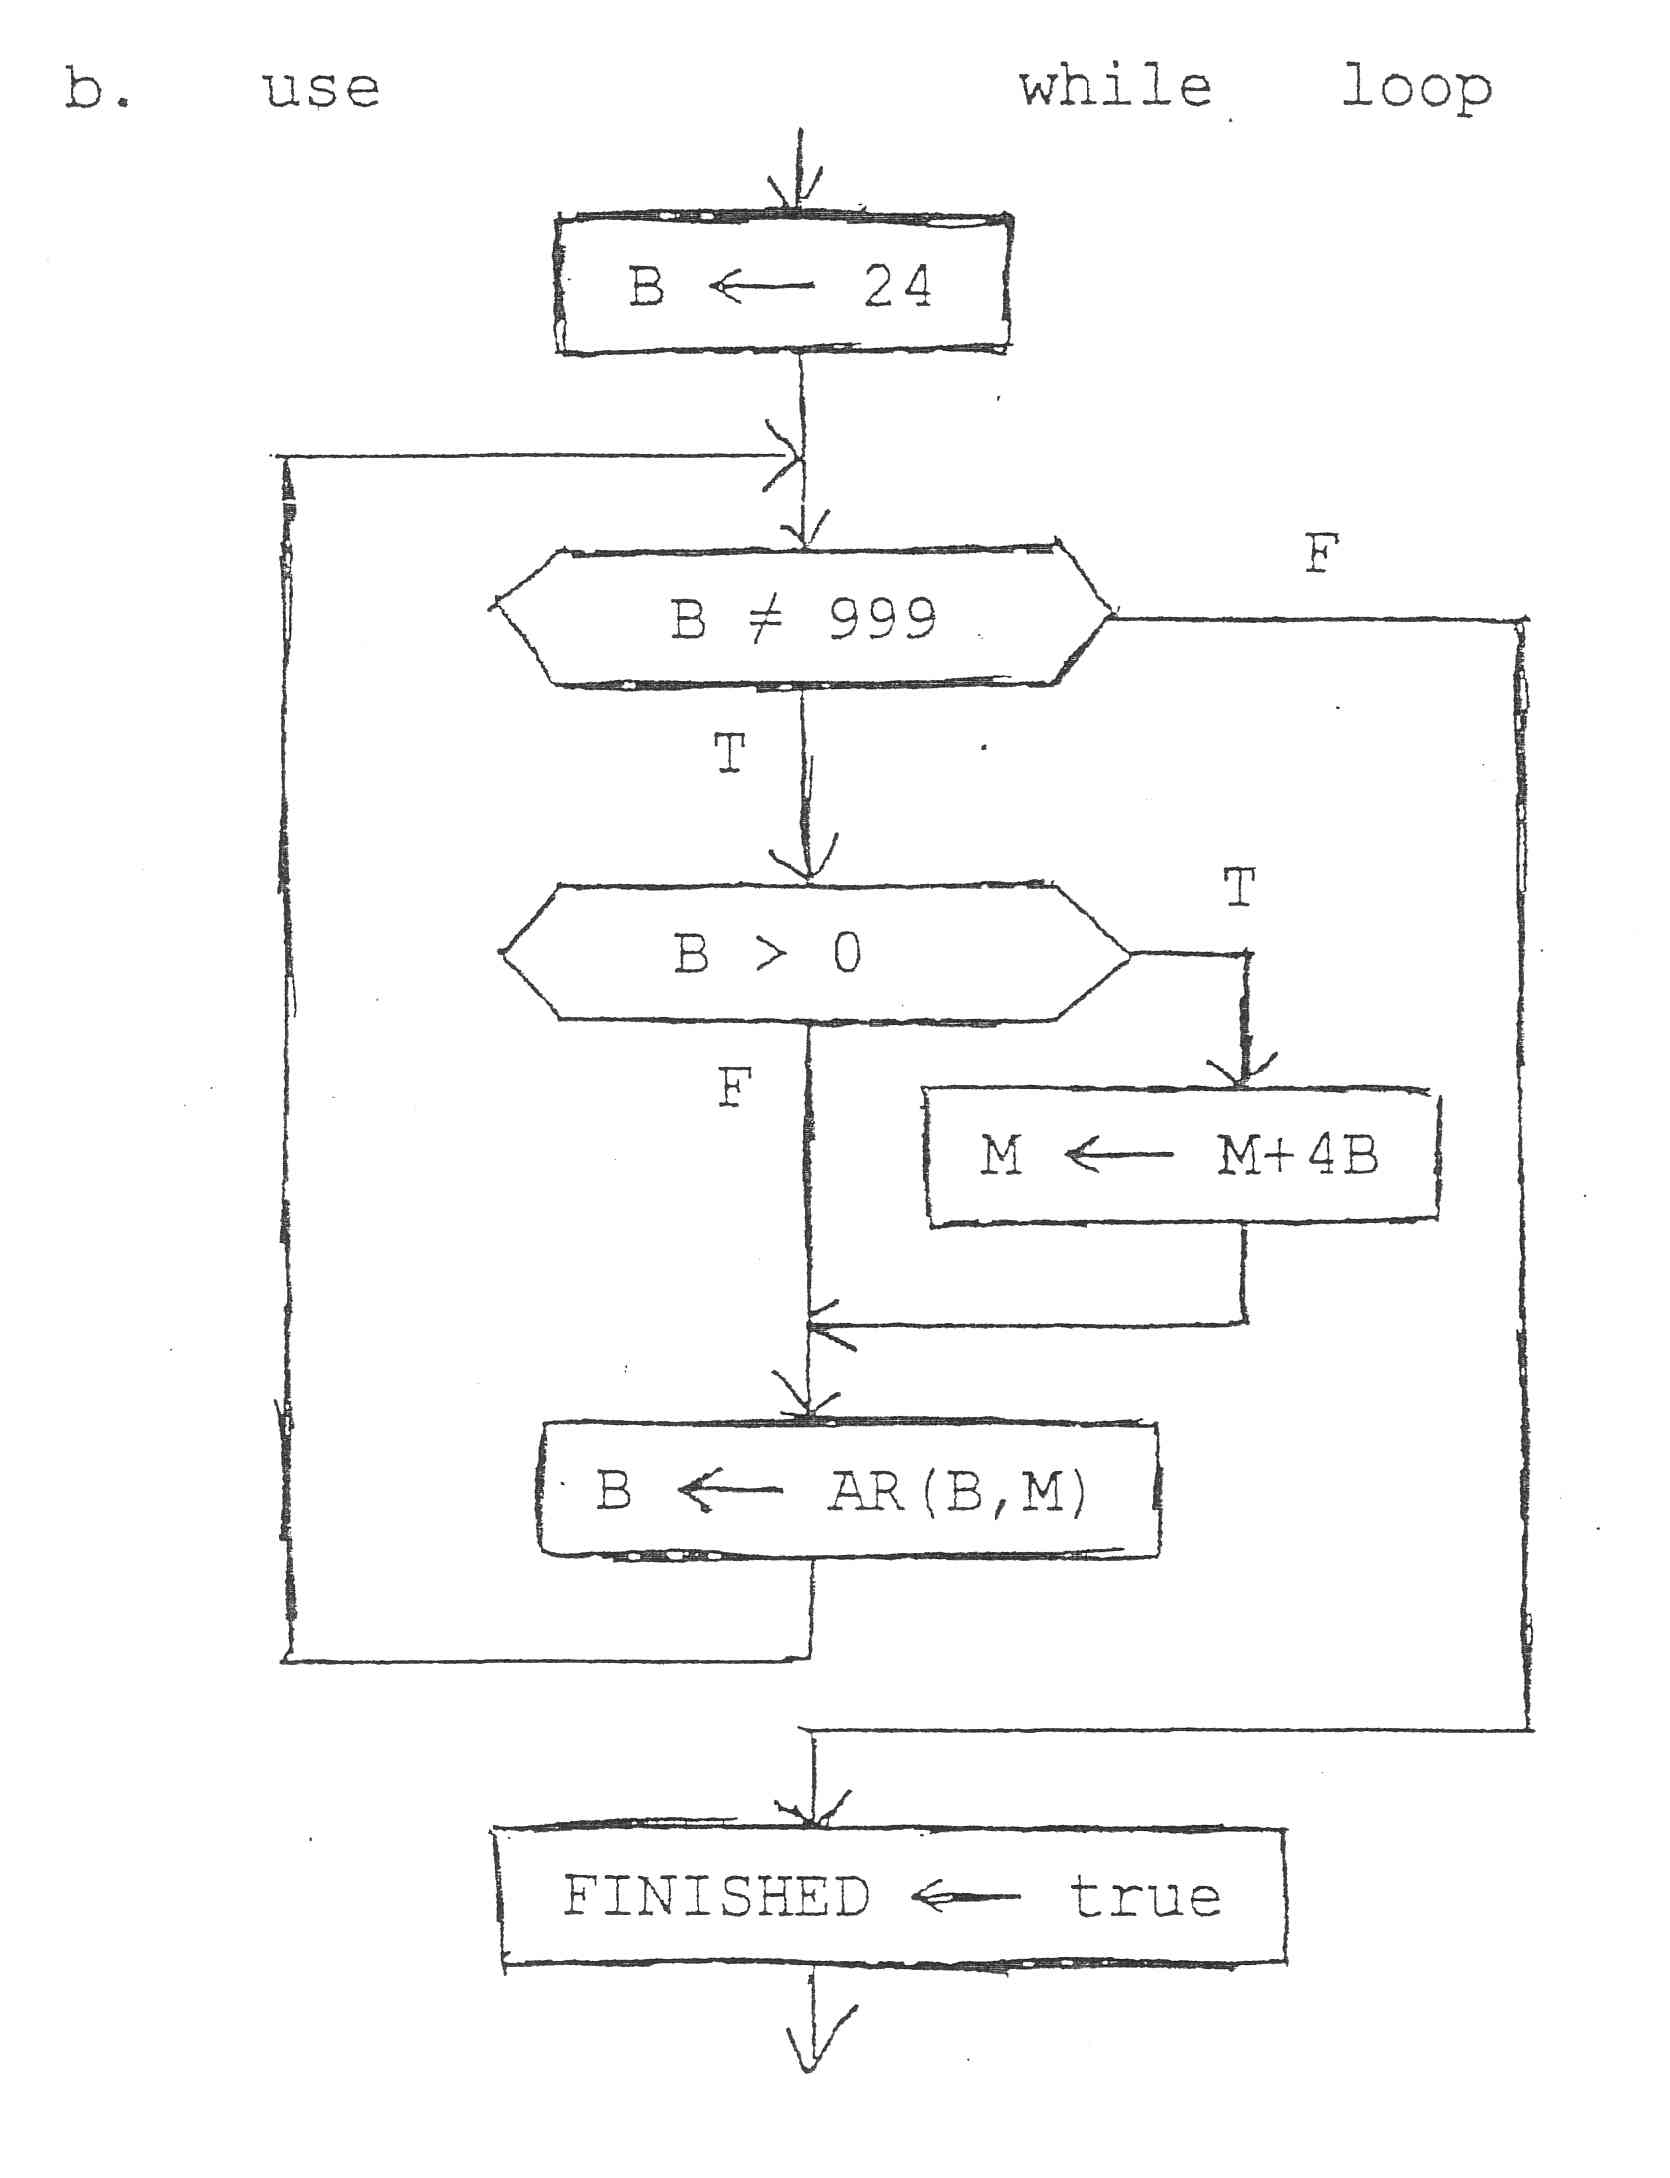 b. use while loop
B ← 24
B ≠ 999
F
T
B > 0
T
F
M ← M+4B
B ← AR(B,M)
FINISHED ← true